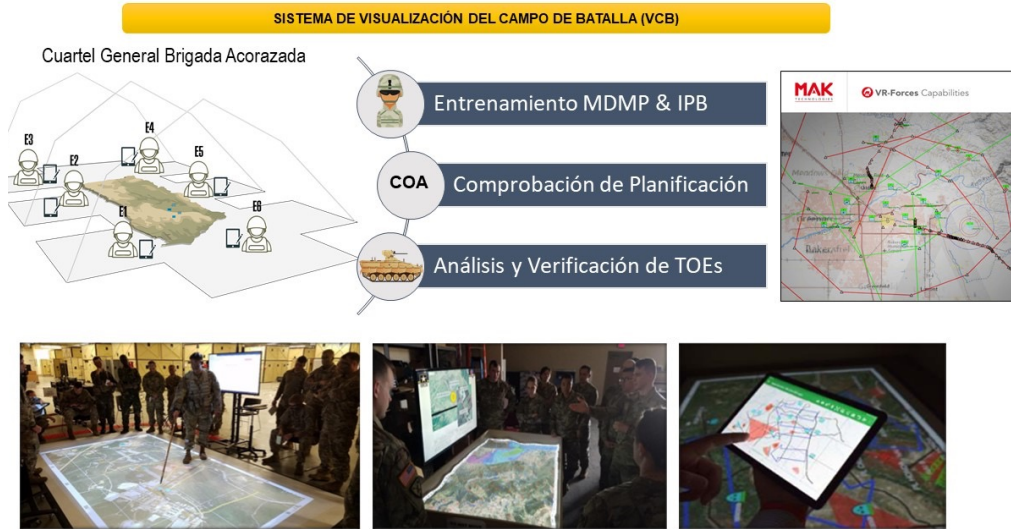 SISTEMA DE VISUALIZACIÓN DEL CAMPO DE BATALLA (VCB)
Cuartel General Brigada Acorazada
E3
E2
E4
E5
E1
E6
Entrenamiento MDMP & IPB
COA
Comprobación de Planificación
Análisis y Verificación de TOEs
MAK
TECHNOLOGIES
VR-Forces Capabilities